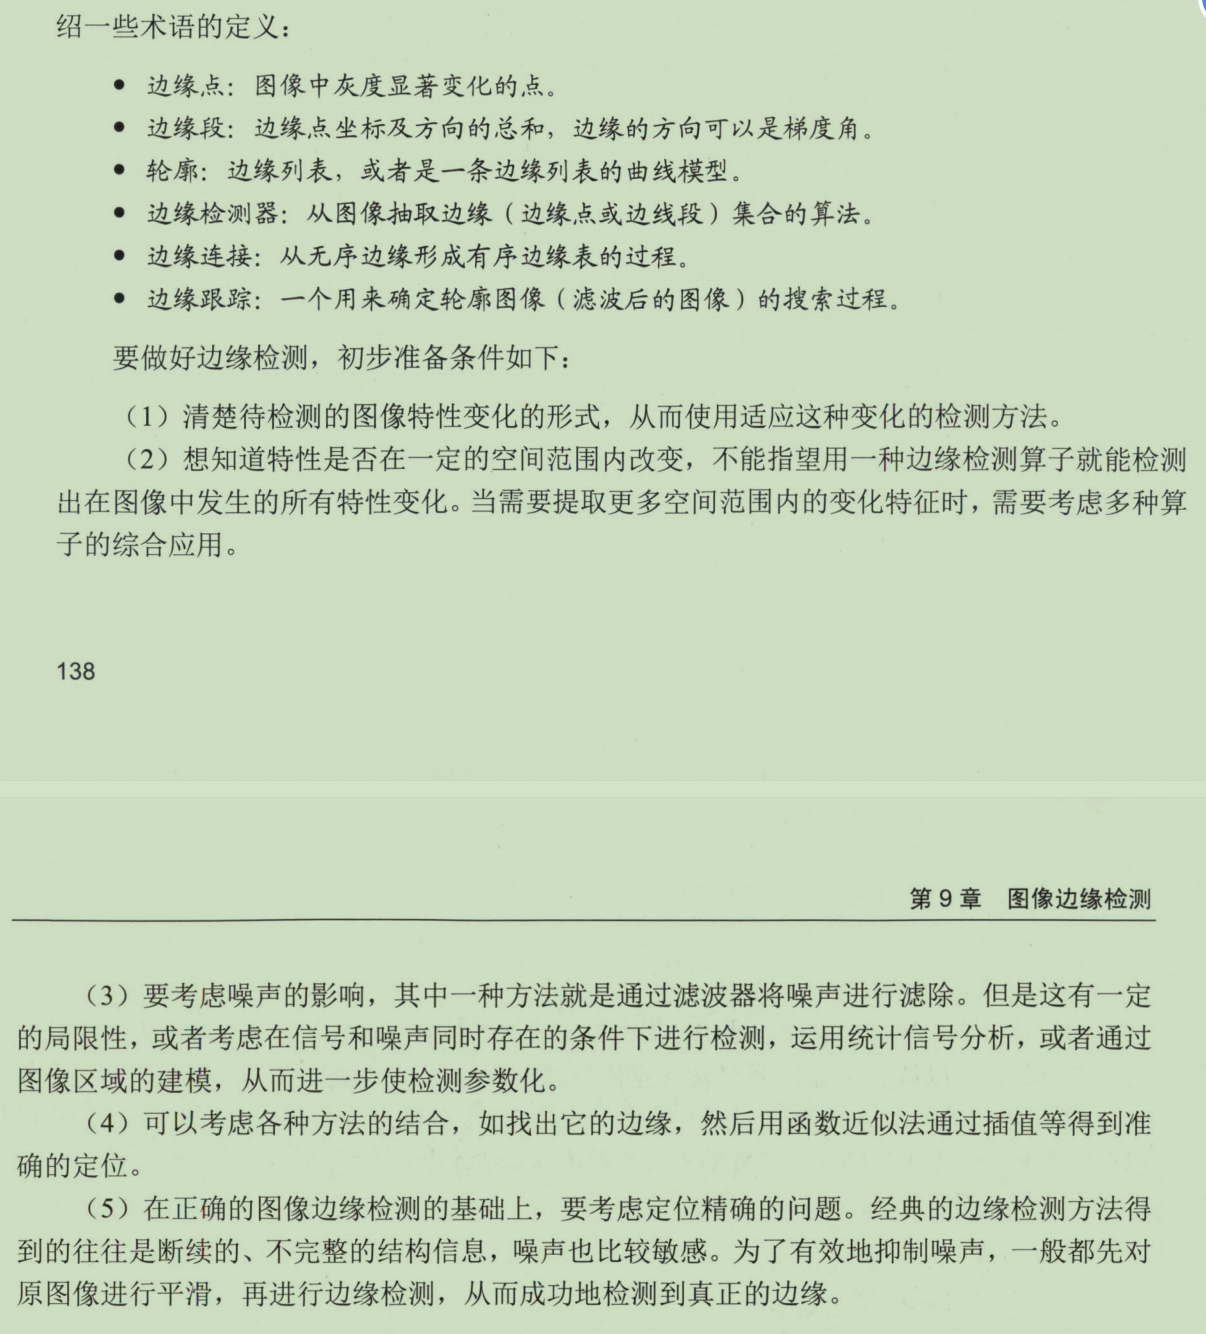 绍一些术语的定义：
● 边缘点：图像中灰度显著变化的点。
● 边缘段：边缘点坐标及方向的总和，边缘的方向可以是梯度角。
● 轮廓：边缘列表，或者是一条边缘列表的曲线模型。
● 边缘检测器：从图像抽取边缘（边缘点或边线段）集合的算法。
● 边缘连接：从无序边缘形成有序边缘表的过程。
● 边缘跟踪：一个用来确定轮廓图像（滤波后的图像）的搜索过程。
要做好边缘检测，初步准备条件如下：
（1）清楚待检测的图像特性变化的形式，从而使用适应这种变化的检测方法。
（2）想知道特性是否在一定的空间范围内改变，不能指望用一种边缘检测算子就能检测
出在图像中发生的所有特性变化。当需要提取更多空间范围内的变化特征时，需要考虑多种算
子的综合应用。
138
第 9 章 图像边缘检测
（3）要考虑噪声的影响，其中一种方法就是通过滤波器将噪声进行滤除。但是这有一定
的局限性，或者考虑在信号和噪声同时存在的条件下进行检测，运用统计信号分析，或者通过
图像区域的建模，从而进一步使检测参数化。
（4）可以考虑各种方法的结合，如找出它的边缘，然后用函数近似法通过插值等得到准
确的定位。
（5）在正确的图像边缘检测的基础上，要考虑定位精确的问题。经典的边缘检测方法得
到的往往是断续的、不完整的结构信息，噪声也比较敏感。为了有效地抑制噪声，一般都先对
原图像进行平滑，再进行边缘检测，从而成功地检测到真正的边缘。